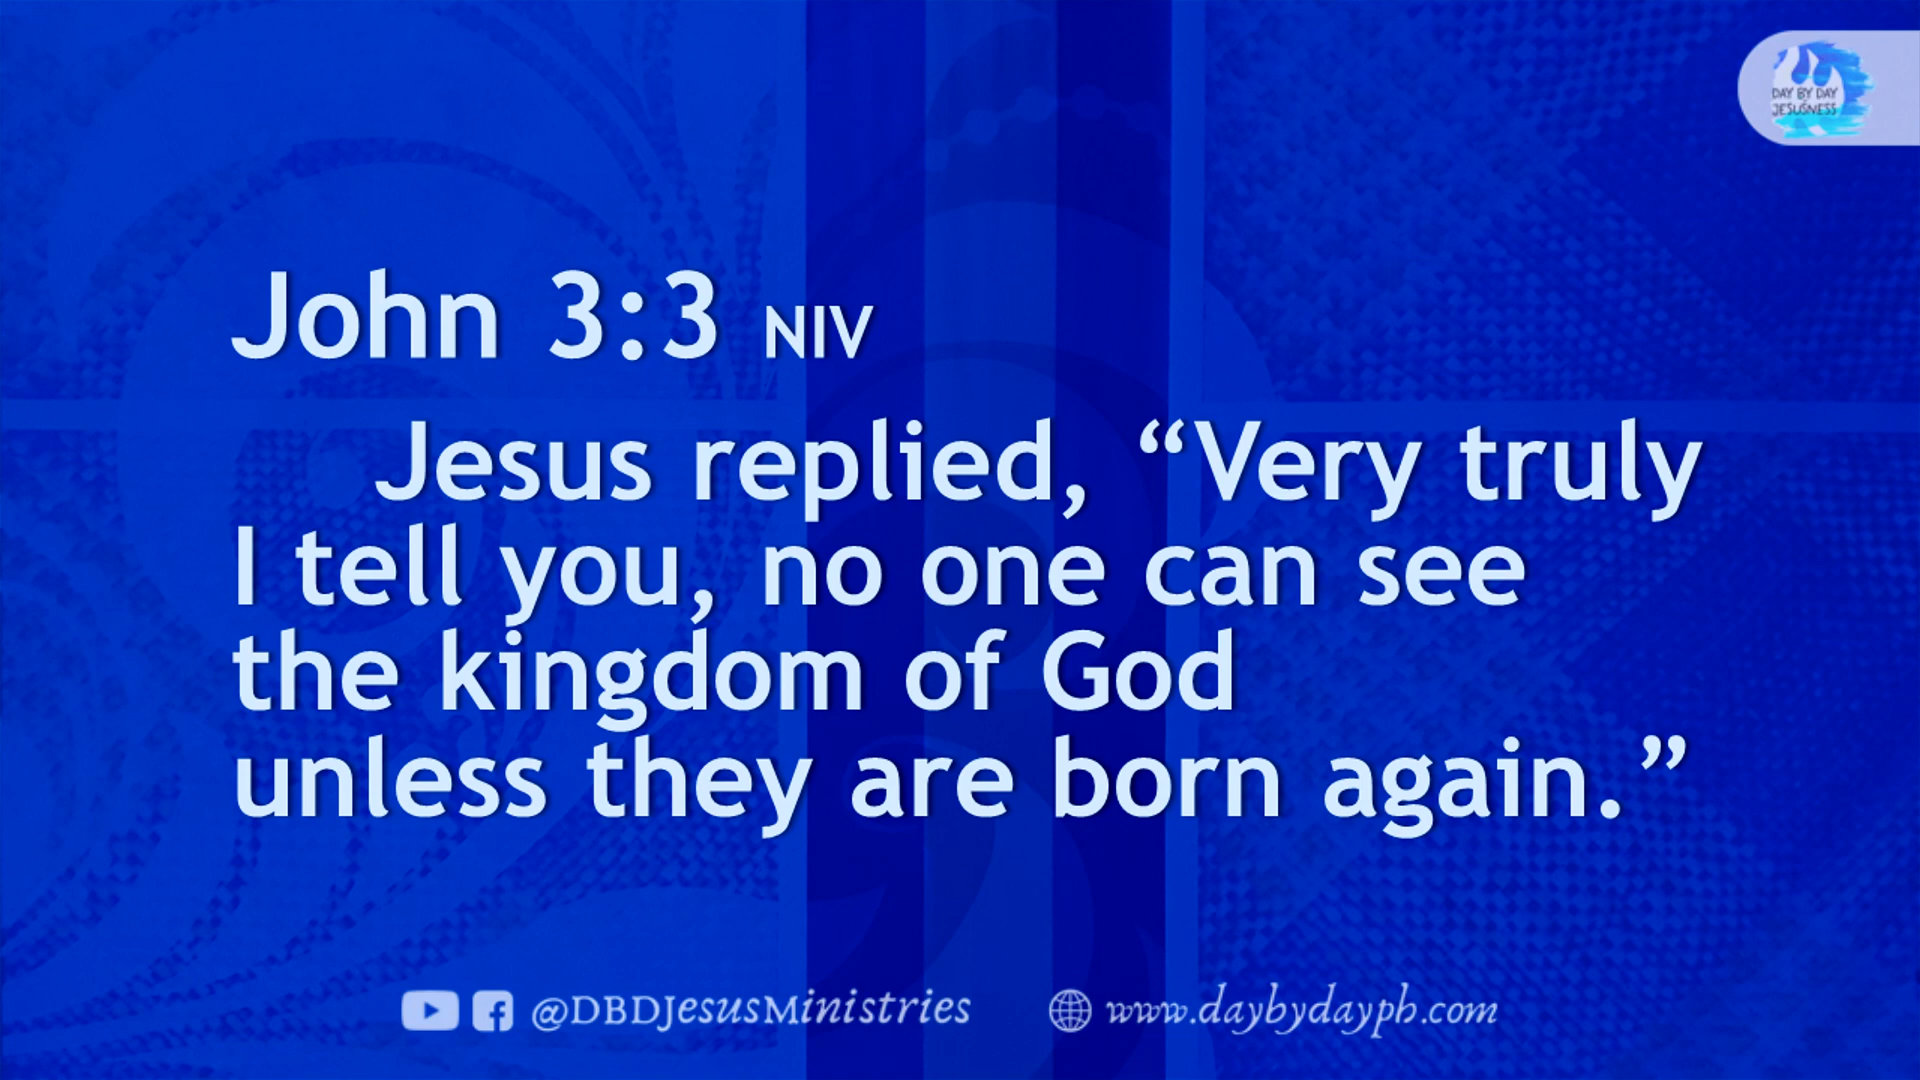 DAY BY DAY
JESUSNESS
John 3:3 NIV
Jesus replied, “Very truly
I tell you, no one can see
the kingdom of God
unless they are born again.”
@DBDJesusMinistries www.daybydayph.com